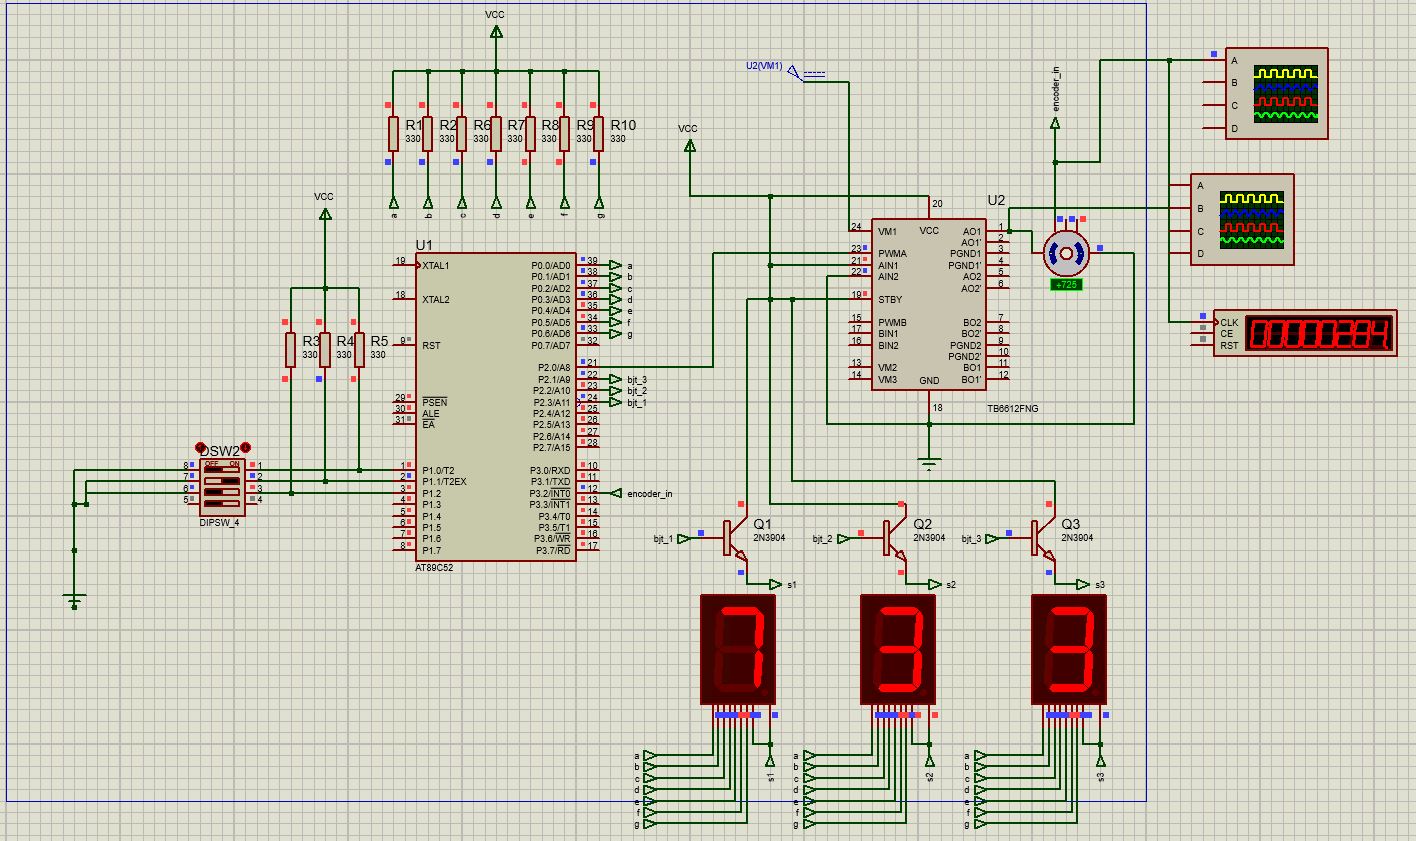 VCC
R1
330
R2
330
R6
330
R7
330
R8
330
R9
330
R10
330
a
b
c
d
e
f
g
U2(VM1)
VCC
encoder_in
A
B
C
D
A
B
C
D
CLK
CE
RST
00000284
VCC
R3
330
R4
330
R5
330
U1
19 XTAL1
18 XTAL2
9 RST
29 PSEN
30 ALE
31 EA
1 P1.0/T2
2 P1.1/T2EX
3 P1.2
4 P1.3
5 P1.4
6 P1.5
7 P1.6
8 P1.7
P0.0/AD0 39 a
P0.1/AD1 38 b
P0.2/AD2 37 c
P0.3/AD3 36 d
P0.4/AD4 35 e
P0.5/AD5 34 f
P0.6/AD6 33 g
P0.7/AD7 32
P2.0/A8 21
P2.1/A9 22 bjt_3
P2.2/A10 23 bjt_2
P2.3/A11 24 bjt_1
P2.4/A12 25
P2.5/A13 26
P2.6/A14 27
P2.7/A15 28
P3.0/RXD 10
P3.1/TXD 11
P3.2/INT0 12 encoder_in
P3.3/INT1 13
P3.4/T0 14
P3.5/T1 15
P3.6/WR 16
P3.7/RD 17
AT89C52
DSW2
OFF ON
8 1
7 2
6 3
5 4
DIPSW_4
U2
20
VCC
24 VM1
23 PWMA
21 AIN1
22 AIN2
19 STBY
15 PWMB
17 BIN1
16 BIN2
13 VM2
14 VM3
AO1 1
AO1' 2
PGND1 3
PGND1' 4
AO2 5
AO2' 6
BO2 7
BO2' 8
PGND2 9
PGND2' 10
BO1 11
BO1' 12
GND
18
TB6612FNG
+725
bjt_1
Q1
2N3904
s1
bjt_2
Q2
2N3904
s2
bjt_3
Q3
2N3904
s3
7
3
3
a
b
c
d
e
f
g
s1
a
b
c
d
e
f
g
s2
a
b
c
d
e
f
g
s3